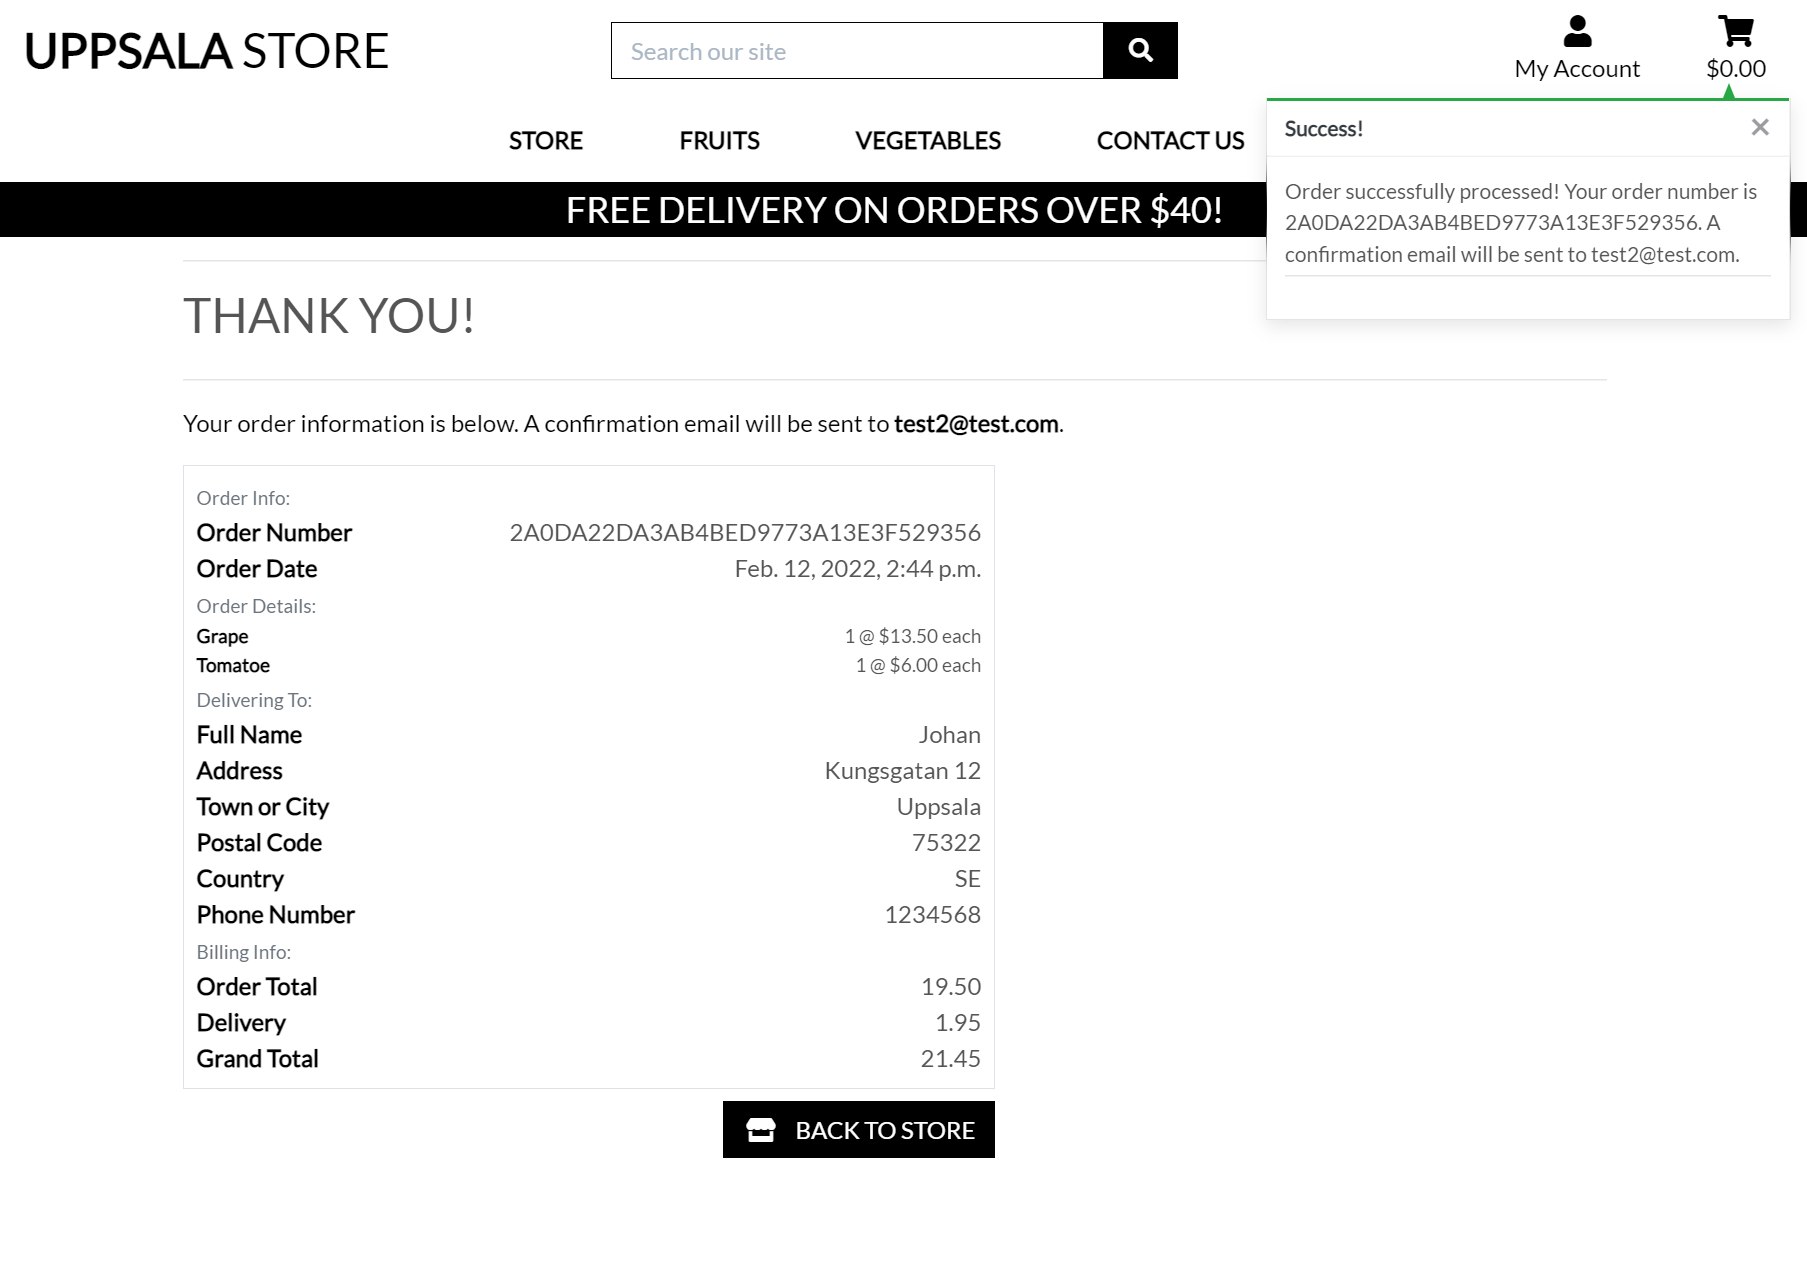 UPPSALA STORE
Search our site
My Account
$0.00
STORE FRUITS VEGETABLES CONTACT US
Success!
Order successfully processed! Your order number is
2A0DA22DA3AB4BED9773A13E3F529356. A
confirmation email will be sent to test2@test.com.
FREE DELIVERY ON ORDERS OVER $40!
THANK YOU!
Your order information is below. A confirmation email will be sent to test2@test.com.
Order Info:
Order Number 2A0DA22DA3AB4BED9773A13E3F529356
Order Date Feb. 12, 2022, 2:44 p.m.
Order Details:
Grape 1 @ $13.50 each
Tomatoe 1 @ $6.00 each
Delivering To:
Full Name Johan
Address Kungsgatan 12
Town or City Uppsala
Postal Code 75322
Country SE
Phone Number 1234568
Billing Info:
Order Total 19.50
Delivery 1.95
Grand Total 21.45
BACK TO STORE